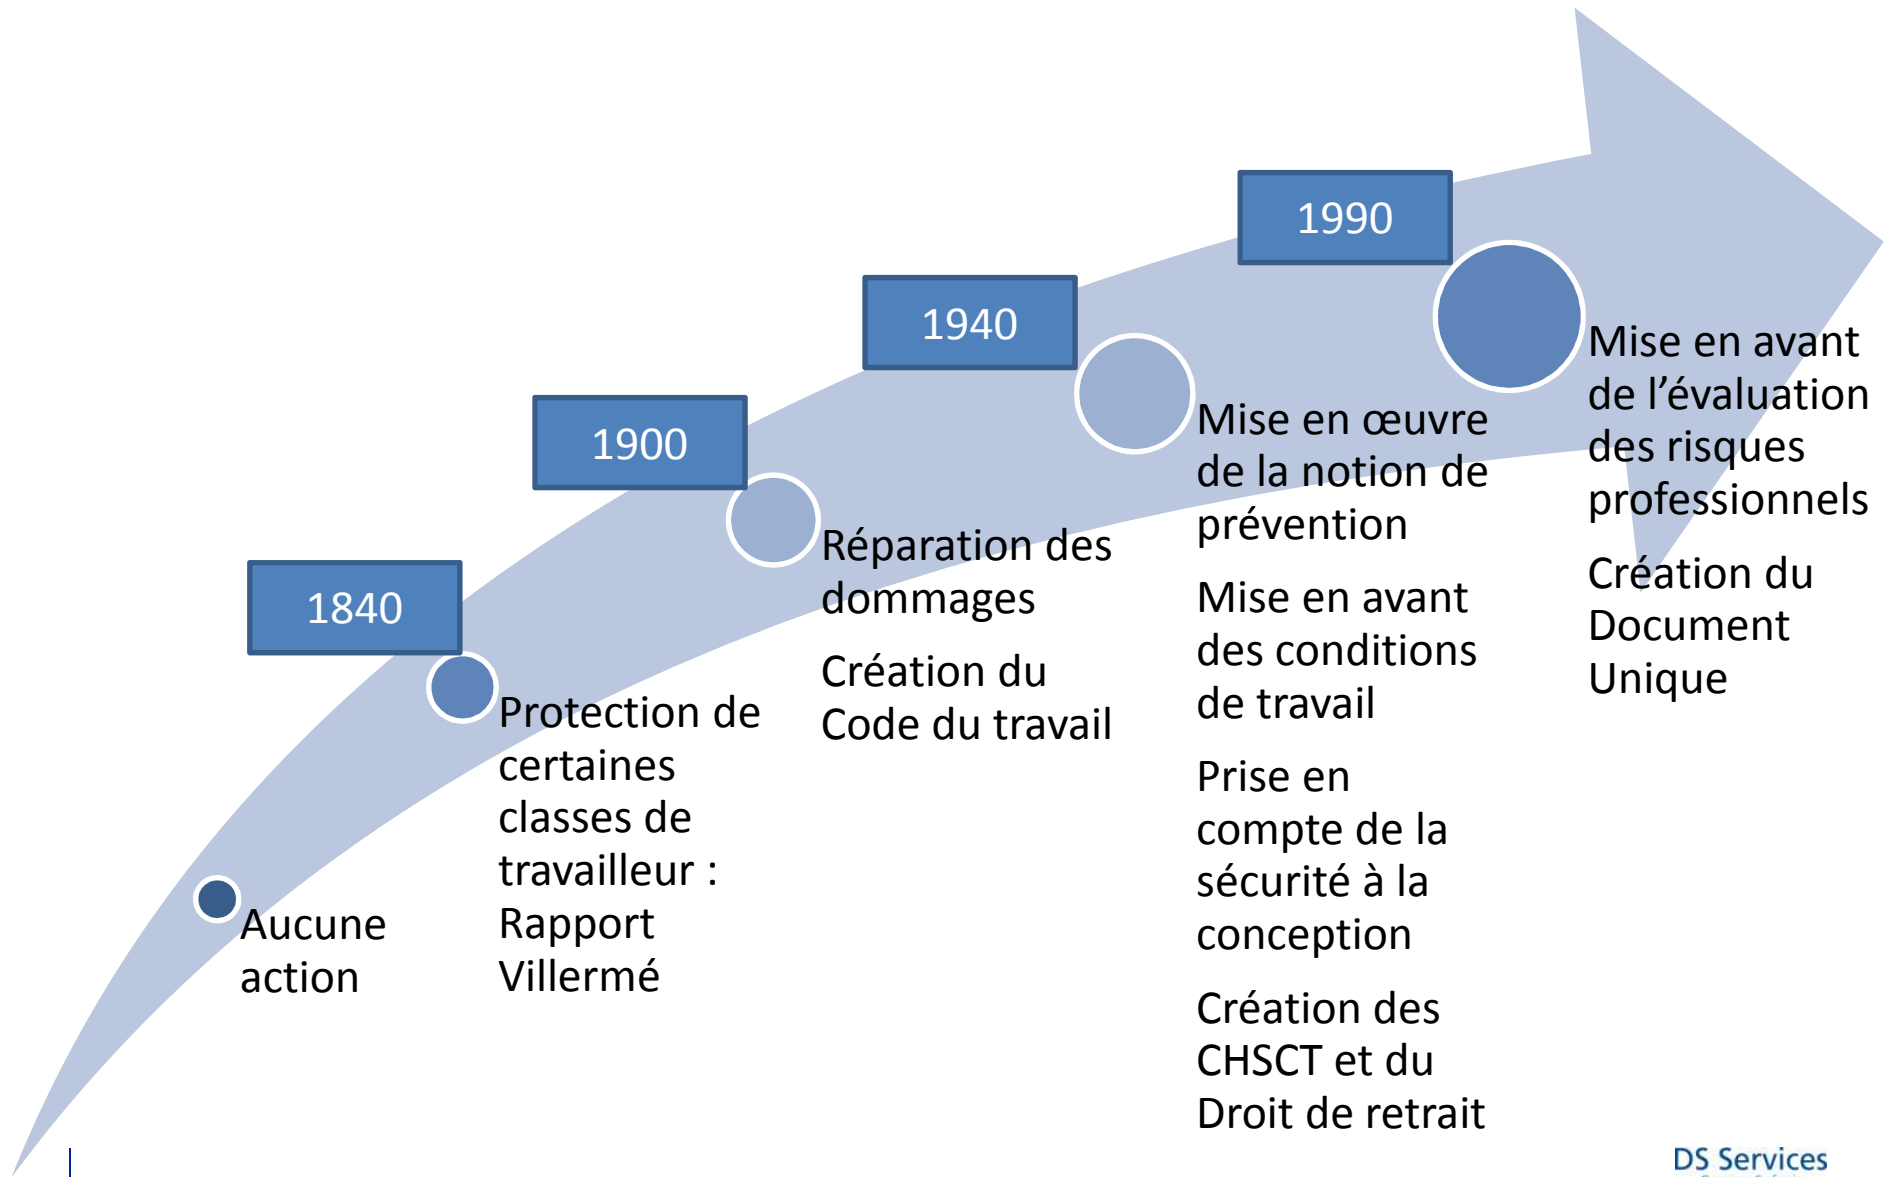 Aucune
action
1840
Protection de
certaines
classes de
travailleur :
Rapport
Villermé
1900
Réparation des
dommages
Création du
Code du travail
1940
Mise en œuvre
de la notion de
prévention
Mise en avant
des conditions
de travail
Prise en
compte de la
sécurité à la
conception
Création des
CHSCT et du
Droit de retrait
1990
Mise en avant
de l’évaluation
des risques
professionnels
Création du
Document
Unique
DS Services